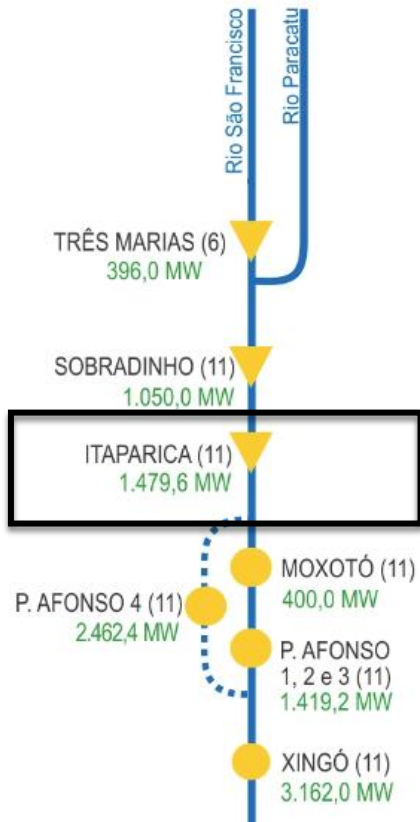 Rio São Francisco
Rio Paracatu
TRÊS MARIAS (6)
396,0 MW
SOBRADINHO (11)
1.050,0 MW
ITAPARICA (11)
1.479,6 MW
MOXOTÓ (11)
400,0 MW
P. AFONSO 4 (11)
2.462,4 MW
P. AFONSO
1, 2 e 3 (11)
1.419,2 MW
XINGÓ (11)
3.162,0 MW